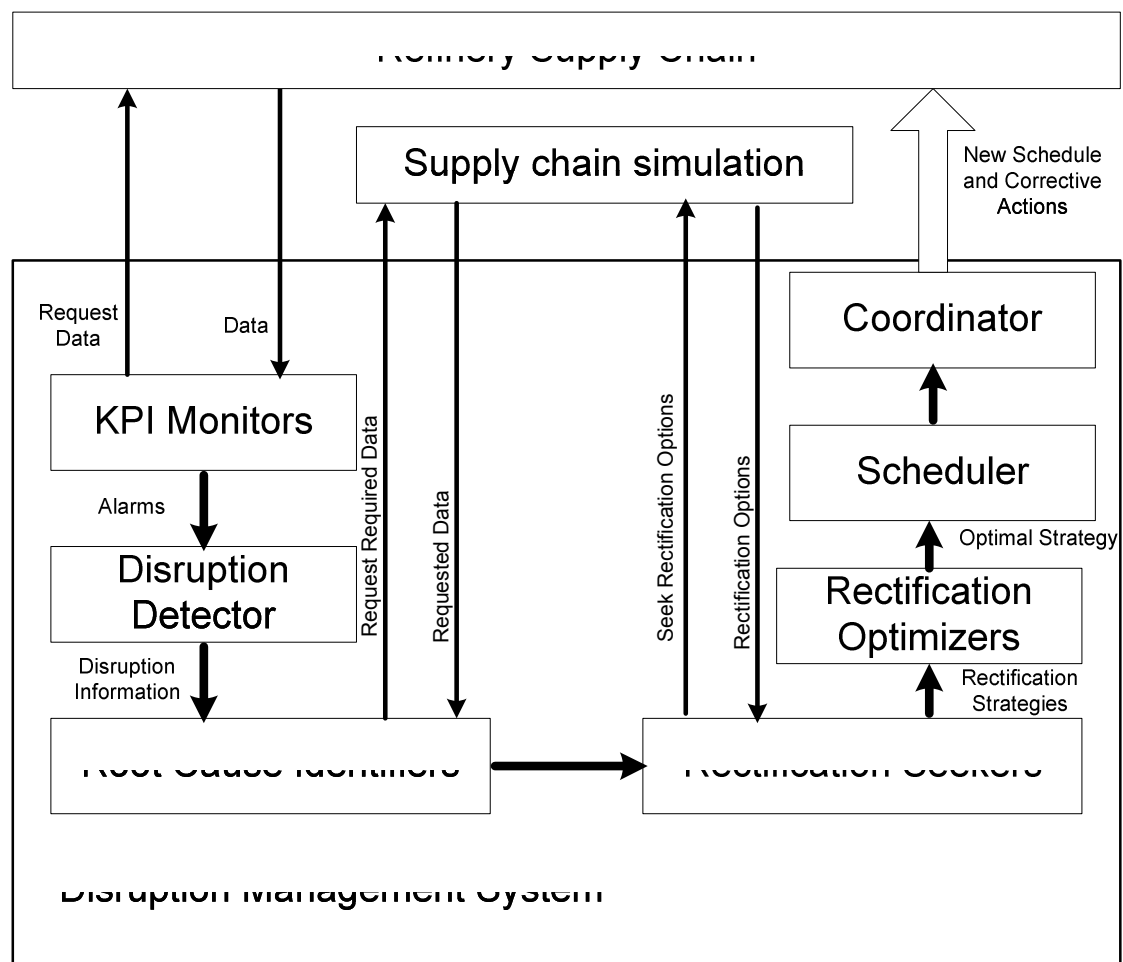 Refinery Supply Chain
Supply chain simulation
New Schedule
and Corrective
Actions
Request
Data
Data
Coordinator
KPI Monitors
Scheduler
Alarms
Request Required Data
Requested Data
Seek Rectification Options
Rectification Options
Optimal Strategy
Disruption
Detector
Rectification
Optimizers
Disruption
Information
Rectification
Strategies
Root Cause Identifiers
Rectification Seekers
Disruption Management System